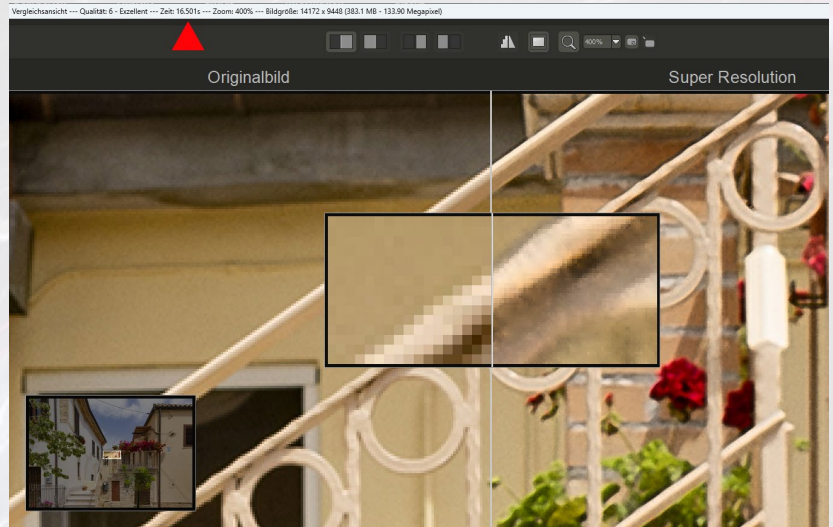 Vergleichsansicht --- Qualität: 6 - Exzellent --- Zeit: 16.501s --- Zoom: 400% --- Bildgröße: 14172 x 9448 (383.1 MB - 133.90 Megapixel)
400%
Originalbild Super Resolution